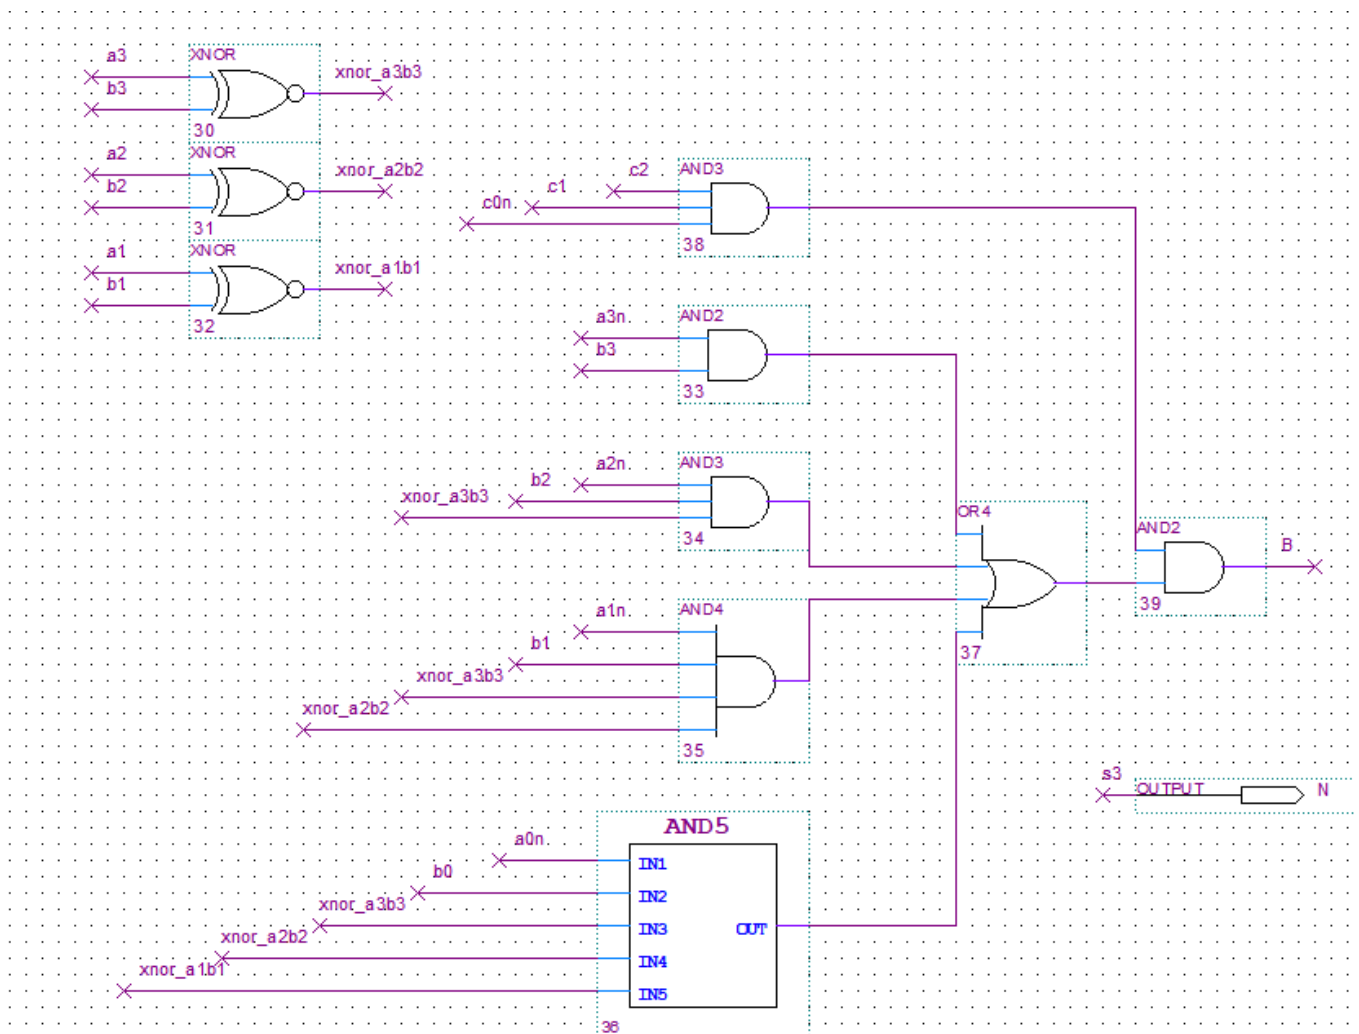 a3
XNOR
b3
xnor_a3b3
30
a2
XNOR
b2
xnor_a2b2
31
a1
XNOR
b1
xnor_a1b1
32
c2
c1
c0n
AND3
38
a3n
b3
AND2
33
a2n
b2
xnor_a3b3
AND3
34
a1n
b1
xnor_a3b3
xnor_a2b2
AND4
35
OR4
37
AND2
B
39
s3
OUTPUT
N
AND5
a0n
IN1
b0
IN2
xnor_a3b3
IN3
OUT
xnor_a2b2
IN4
xnor_a1b1
IN5
36